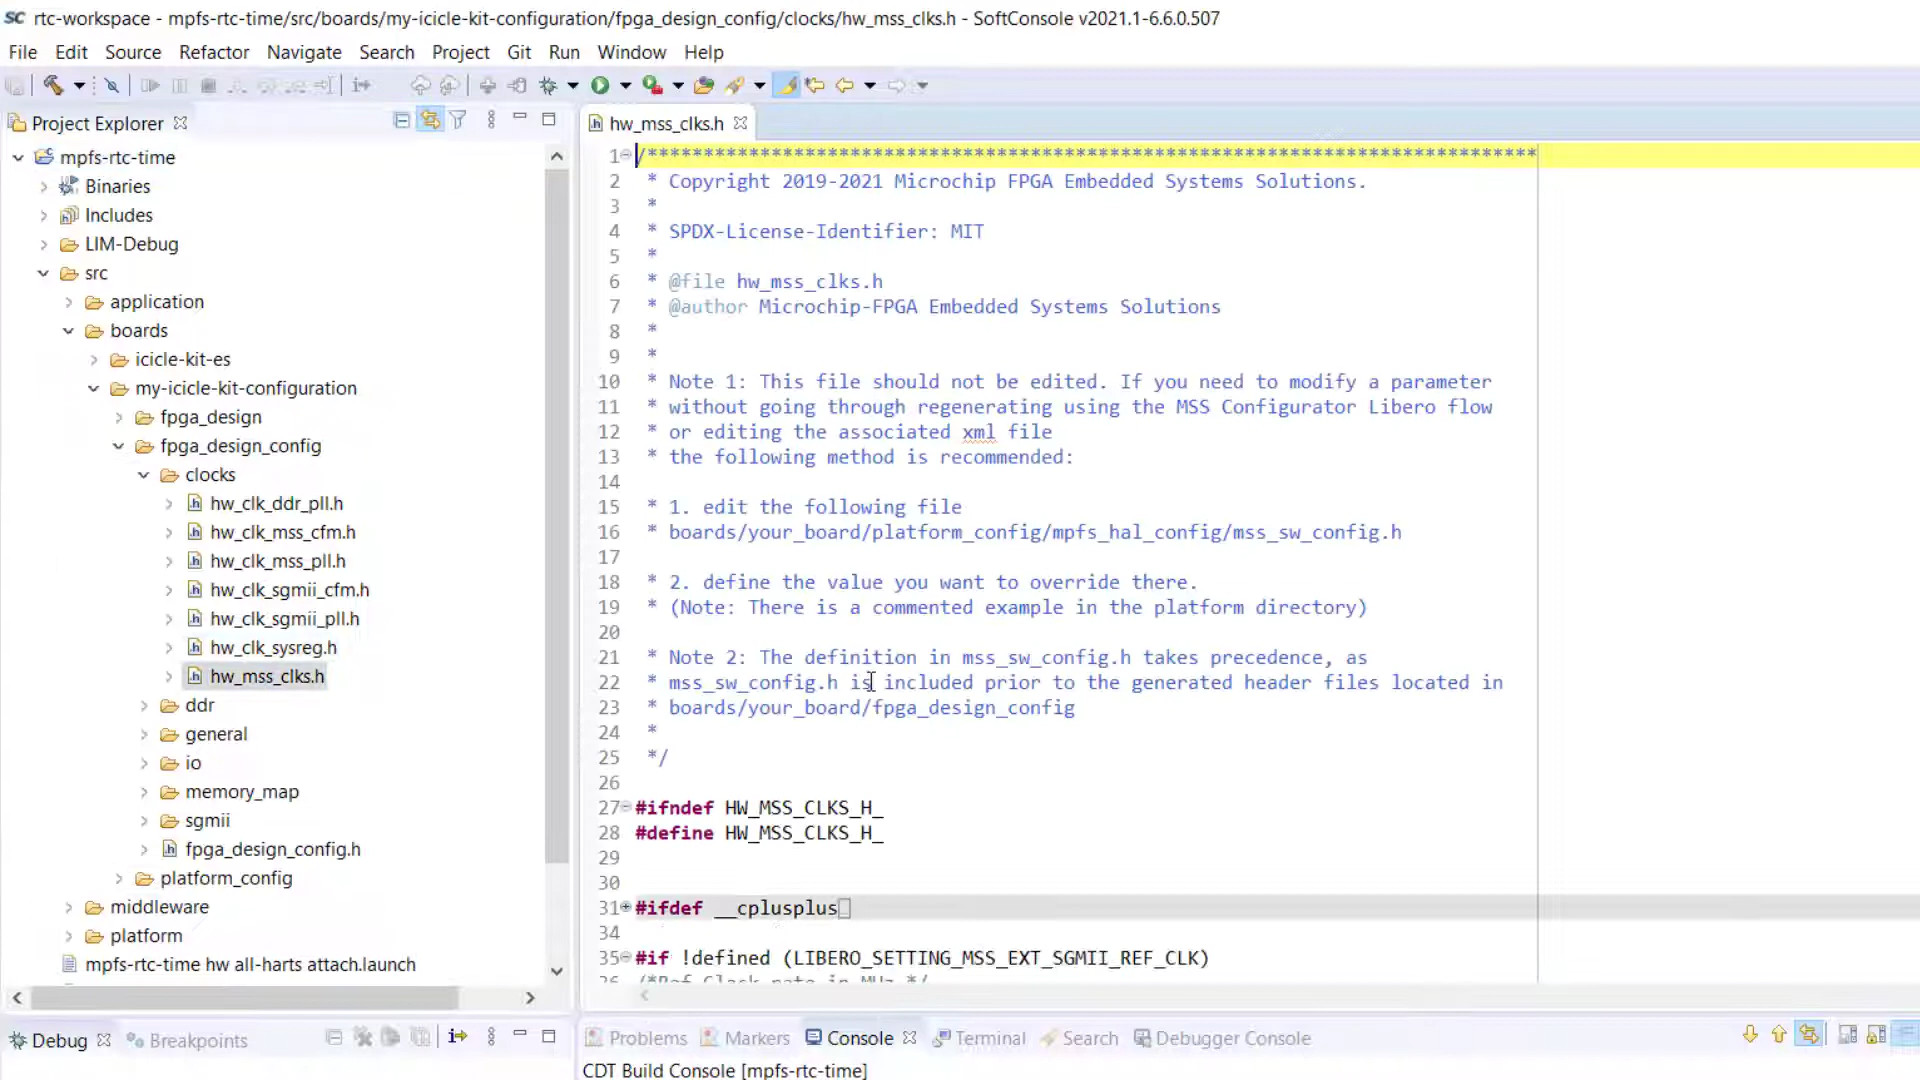 SC rtc-workspace - mpfs-rtc-time/src/boards/my-icicle-kit-configuration/fpga_design_config/clocks/hw_mss_clks.h - SoftConsole v2021.1-6.6.0.507
File Edit Source Refactor Navigate Search Project Git Run Window Help
Project Explorer
mpfs-rtc-time
Binaries
Includes
LIM-Debug
src
application
boards
icicle-kit-es
my-icicle-kit-configuration
fpga_design
fpga_design_config
clocks
hw_clk_ddr_pll.h
hw_clk_mss_cfm.h
hw_clk_mss_pll.h
hw_clk_sgmii_cfm.h
hw_clk_sgmii_pll.h
hw_clk_sysreg.h
hw_mss_clks.h
ddr
general
io
memory_map
sgmii
fpga_design_config.h
platform_config
middleware
platform
mpfs-rtc-time hw all-harts attach.launch
hw_mss_clks.h
1 /*******************************************************************************
2 * Copyright 2019-2021 Microchip FPGA Embedded Systems Solutions.
3 *
4 * SPDX-License-Identifier: MIT
5 *
6 * @file hw_mss_clks.h
7 * @author Microchip-FPGA Embedded Systems Solutions
8 *
9 *
10 * Note 1: This file should not be edited. If you need to modify a parameter
11 * without going through regenerating using the MSS Configurator Libero flow
12 * or editing the associated xml file
13 * the following method is recommended:
14
15 * 1. edit the following file
16 * boards/your_board/platform_config/mpfs_hal_config/mss_sw_config.h
17
18 * 2. define the value you want to override there.
19 * (Note: There is a commented example in the platform directory)
20
21 * Note 2: The definition in mss_sw_config.h takes precedence, as
22 * mss_sw_config.h is included prior to the generated header files located in
23 * boards/your_board/fpga_design_config
24 *
25 */
26
27 #ifndef HW_MSS_CLKS_H_
28 #define HW_MSS_CLKS_H_
29
30
31 #ifdef __cplusplus
34
35 #if !defined (LIBERO_SETTING_MSS_EXT_SGMII_REF_CLK)
36 /*Ref Clock rate in MHz */
Debug Breakpoints
Problems Markers Console Terminal Search Debugger Console
CDT Build Console [mpfs-rtc-time]